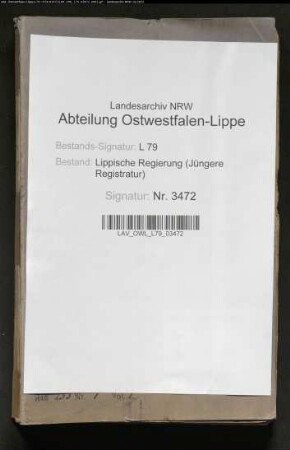 Landesarchiv NRW
Abteilung Ostwestfalen-Lippe
Bestands-Signatur: L 79
Bestand: Lippische Regierung (Jüngere
Registratur)
Signatur: Nr. 3472
LAV_OWL_L79_03472